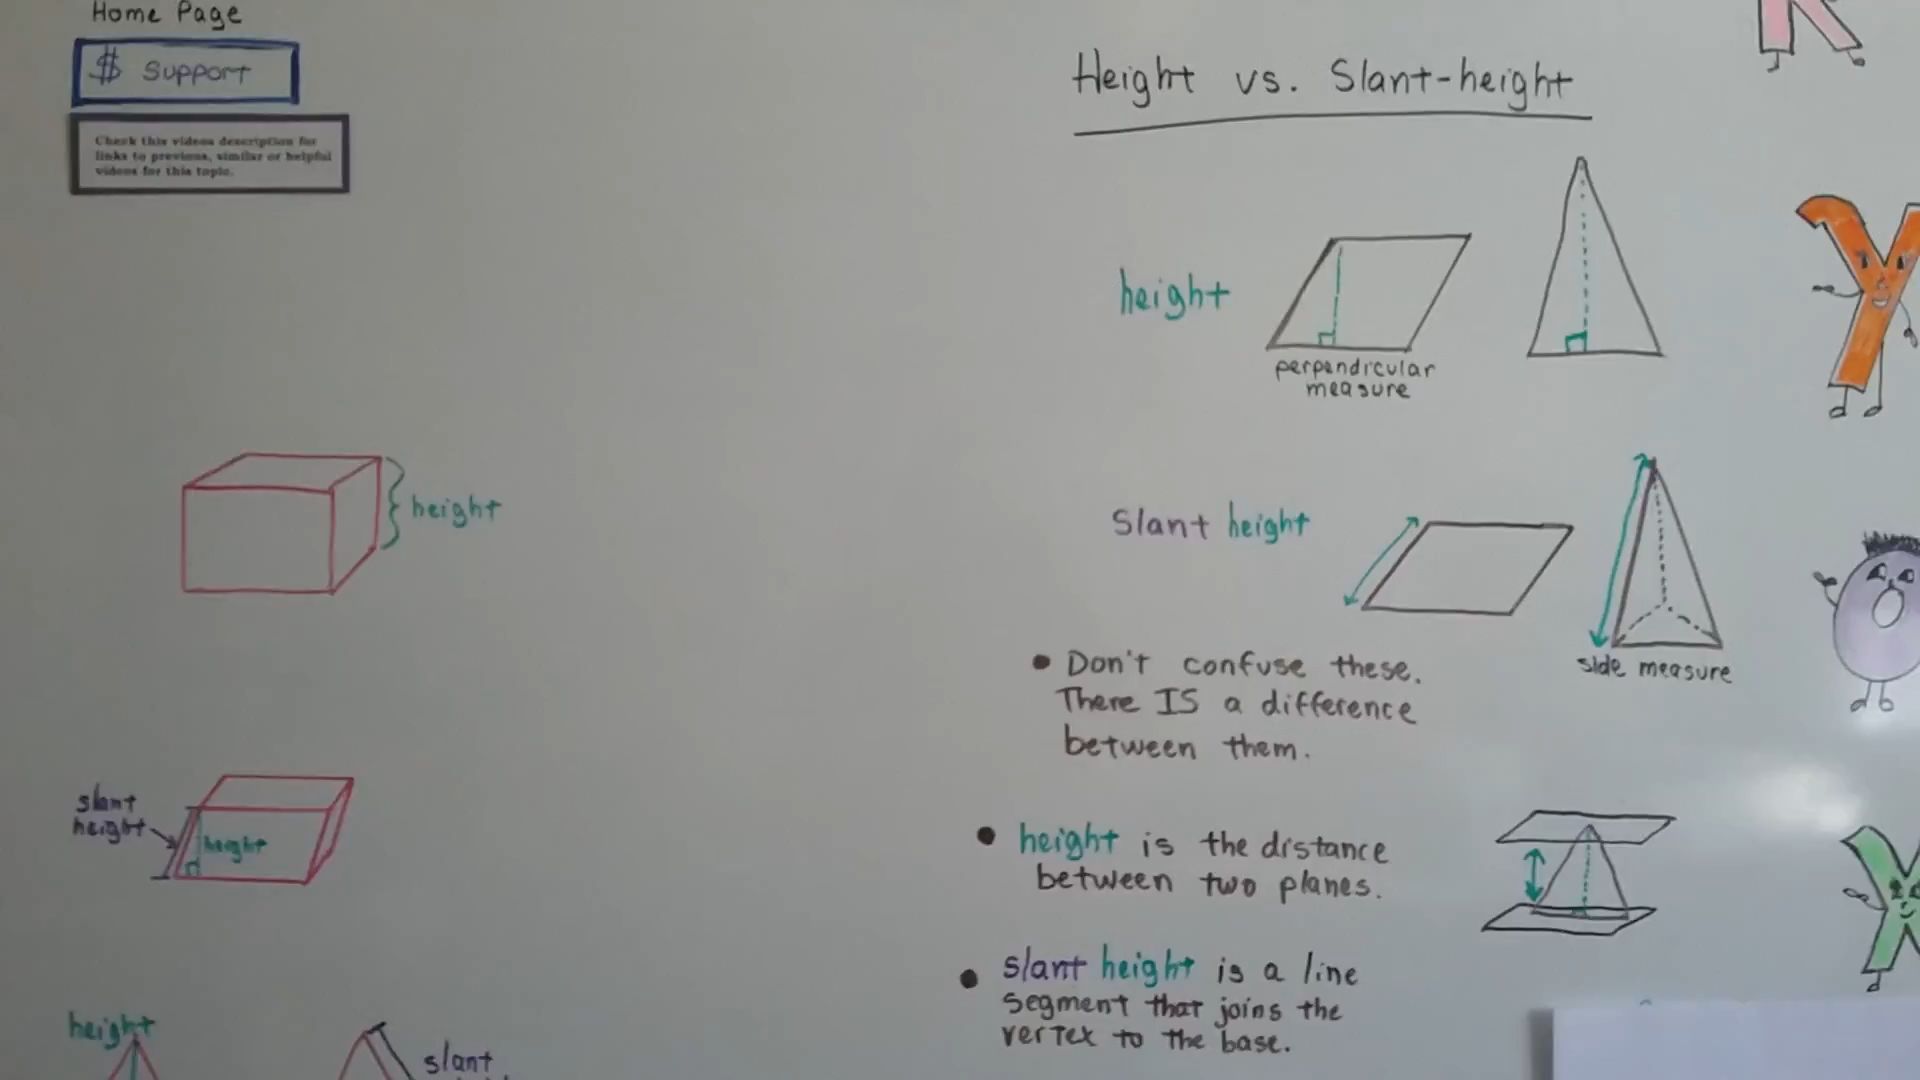 Home Page
$ Support
Check this videos description for
links to previous, similar or helpful
videos for this topic.
height
slant
height
height
height
slant
Height vs. Slant-height
height
perpendicular
measure
Slant height
side measure
• Don't confuse these.
There IS a difference
between them.
• height is the distance
between two planes.
• slant height is a line
segment that joins the
vertex to the base.